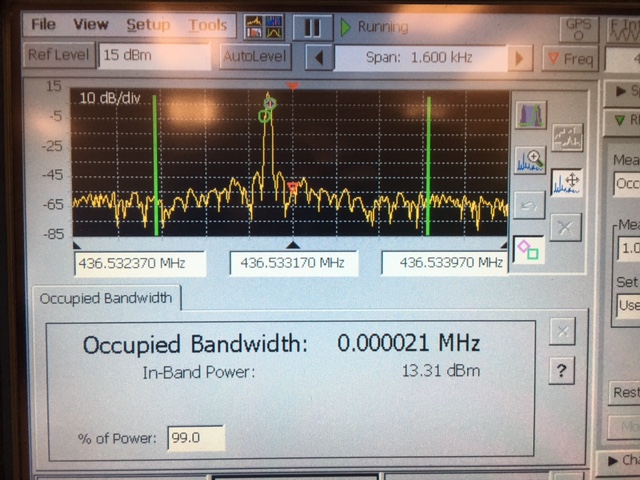 File View Setup Tools Running GPS
Ref Level 15 dBm AutoLevel Span: 1.600 kHz Freq
15
10 dB/div
-5
-25
-45
-65
-85
436.532370 MHz 436.533170 MHz 436.533970 MHz
Occupied Bandwidth
Occupied Bandwidth: 0.000021 MHz
In-Band Power: 13.31 dBm
?
% of Power: 99.0
Mea
Occ
Me
1.0
Set
Use
Rest
Cha